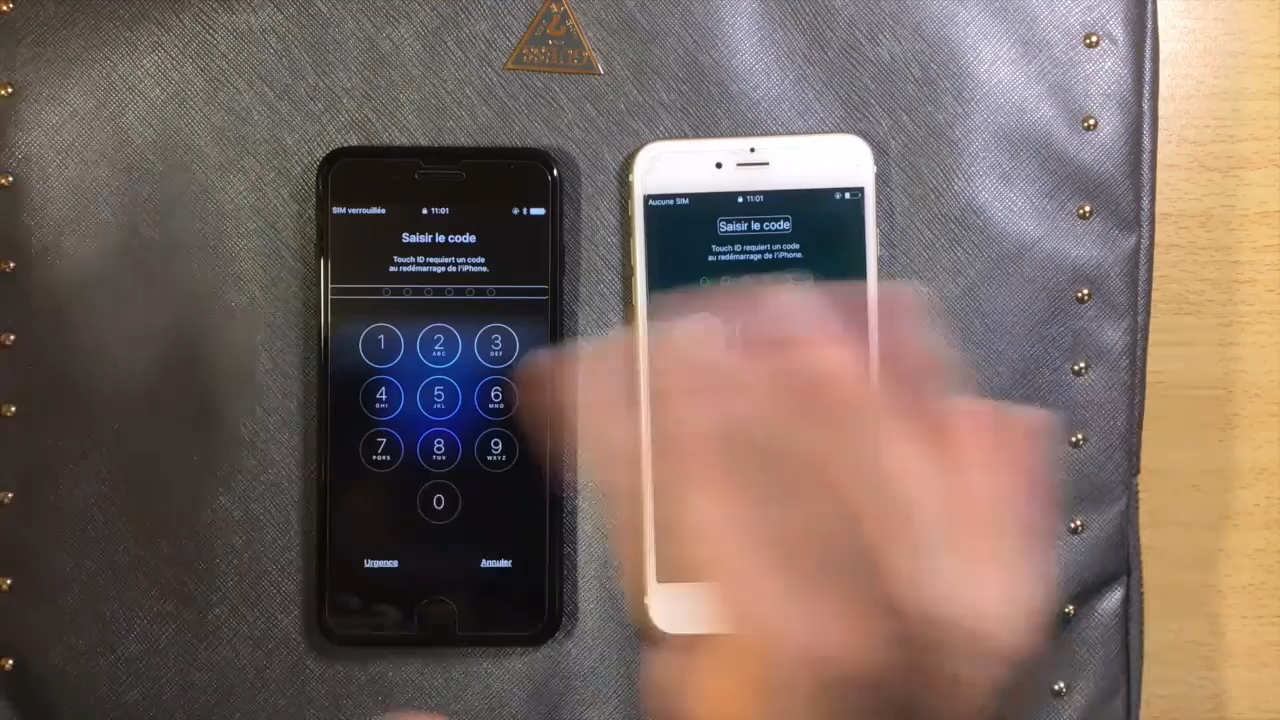 GUESS
SIM verrouillée 11:01
Saisir le code
Touch ID requiert un code
au redémarrage de l'iPhone.
1 2 3
ABC DEF
4 5 6
GHI JKL MNO
7 8 9
PQRS TUV WXYZ
0
Urgence Annuler
Aucune SIM 11:01
Saisir le code
Touch ID requiert un code
au redémarrage de l'iPhone.